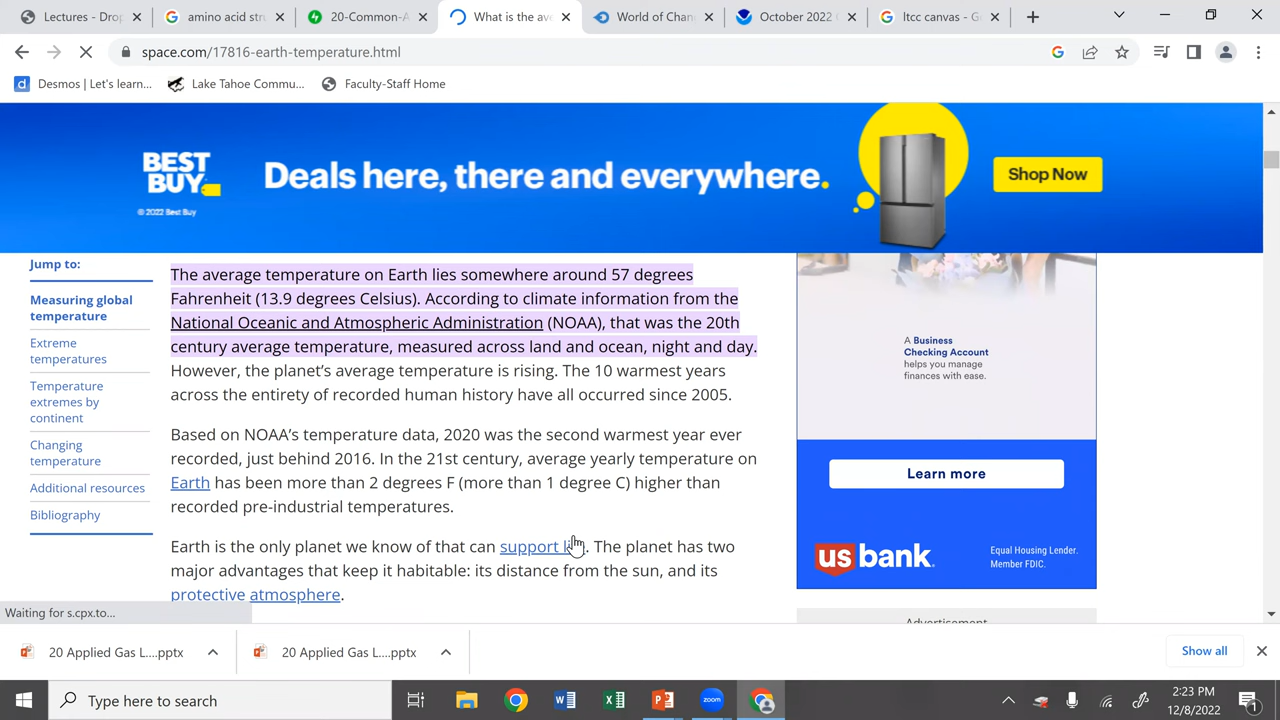 Lectures - Drop
amino acid stru
20-Common-A
What is the ave
World of Chan
October 2022
ltcc canvas - Go
space.com/17816-earth-temperature.html
Desmos | Let's learn...
Lake Tahoe Commu...
Faculty-Staff Home
BEST
BUY
© 2022 Best Buy
Deals here, there and everywhere.
Shop Now
Jump to:
Measuring global
temperature
Extreme
temperatures
Temperature
extremes by
continent
Changing
temperature
Additional resources
Bibliography
The average temperature on Earth lies somewhere around 57 degrees
Fahrenheit (13.9 degrees Celsius). According to climate information from the
National Oceanic and Atmospheric Administration (NOAA), that was the 20th
century average temperature, measured across land and ocean, night and day.
However, the planet's average temperature is rising. The 10 warmest years
across the entirety of recorded human history have all occurred since 2005.
Based on NOAA's temperature data, 2020 was the second warmest year ever
recorded, just behind 2016. In the 21st century, average yearly temperature on
Earth has been more than 2 degrees F (more than 1 degree C) higher than
recorded pre-industrial temperatures.
Earth is the only planet we know of that can support . The planet has two
major advantages that keep it habitable: its distance from the sun, and its
protective atmosphere.
A Business
Checking Account
helps you manage
finances with ease.
Learn more
us bank.
Equal Housing Lender.
Member FDIC.
Advertisement
Waiting for s.cpx.to...
20 Applied Gas L....pptx
20 Applied Gas L....pptx
Show all
Type here to search
2:23 PM
12/8/2022
1